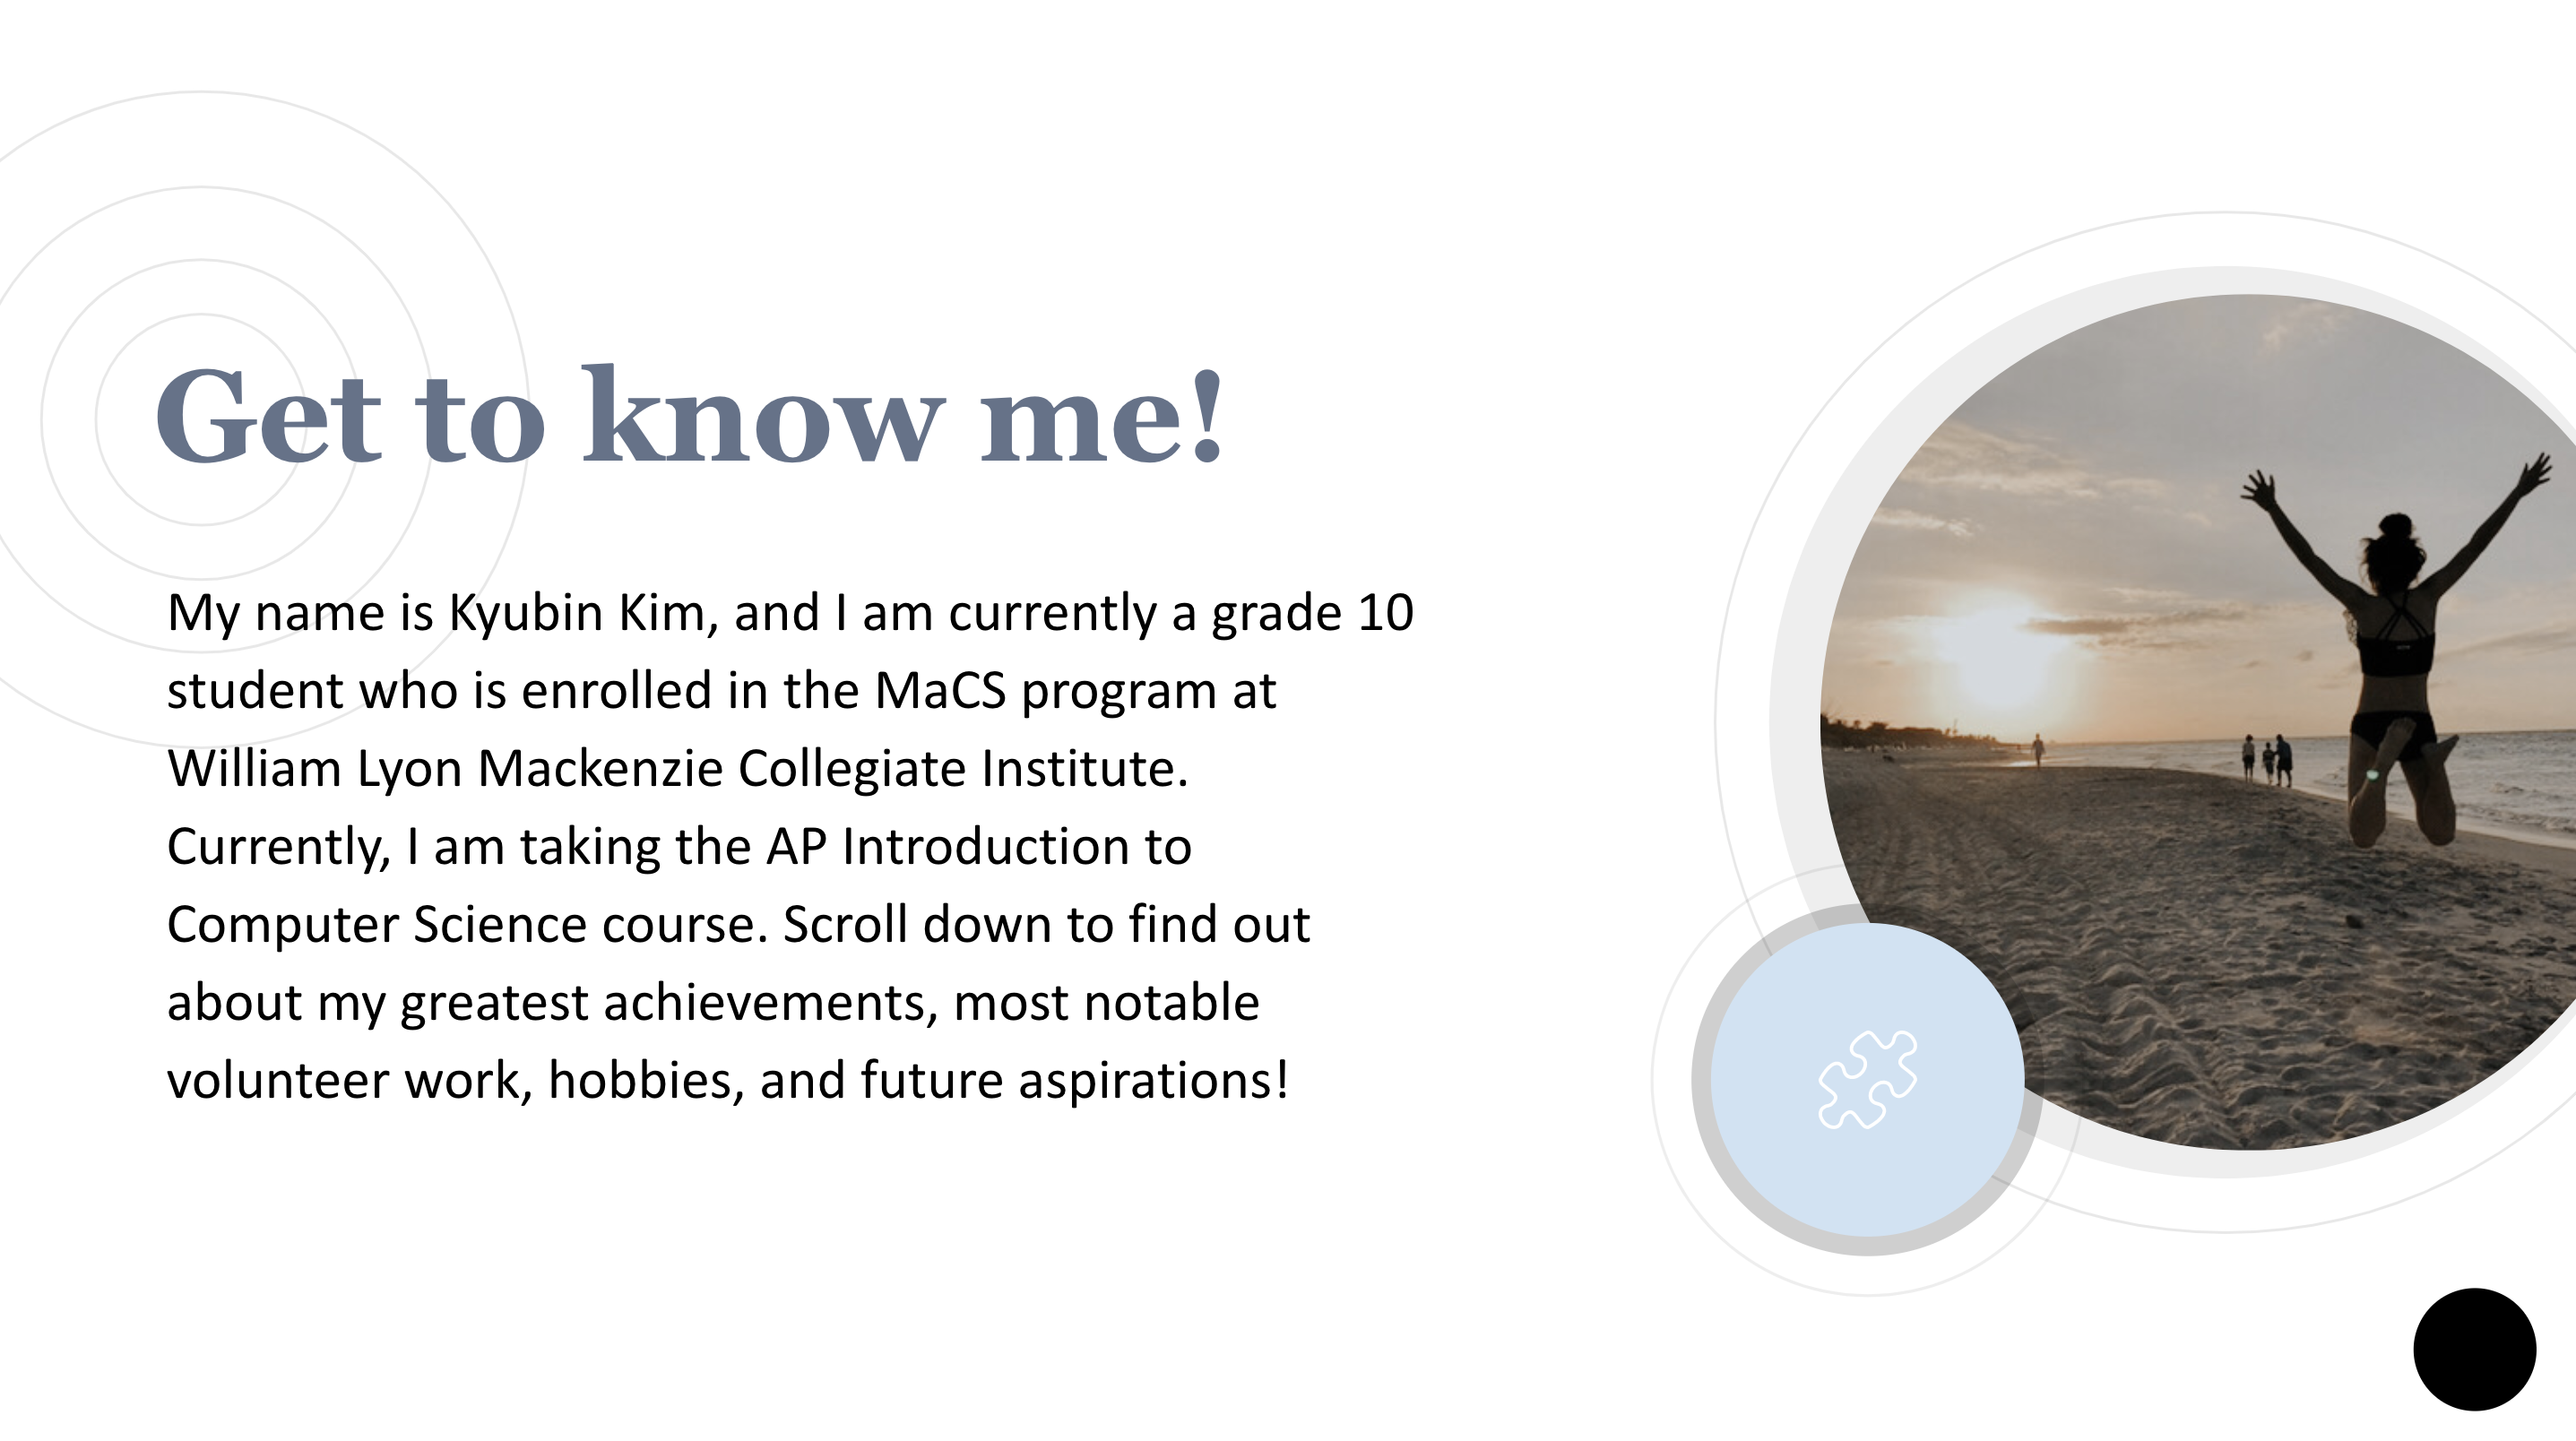 Get to know me!
My name is Kyubin Kim, and I am currently a grade 10
student who is enrolled in the MaCS program at
William Lyon Mackenzie Collegiate Institute.
Currently, I am taking the AP Introduction to
Computer Science course. Scroll down to find out
about my greatest achievements, most notable
volunteer work, hobbies, and future aspirations!